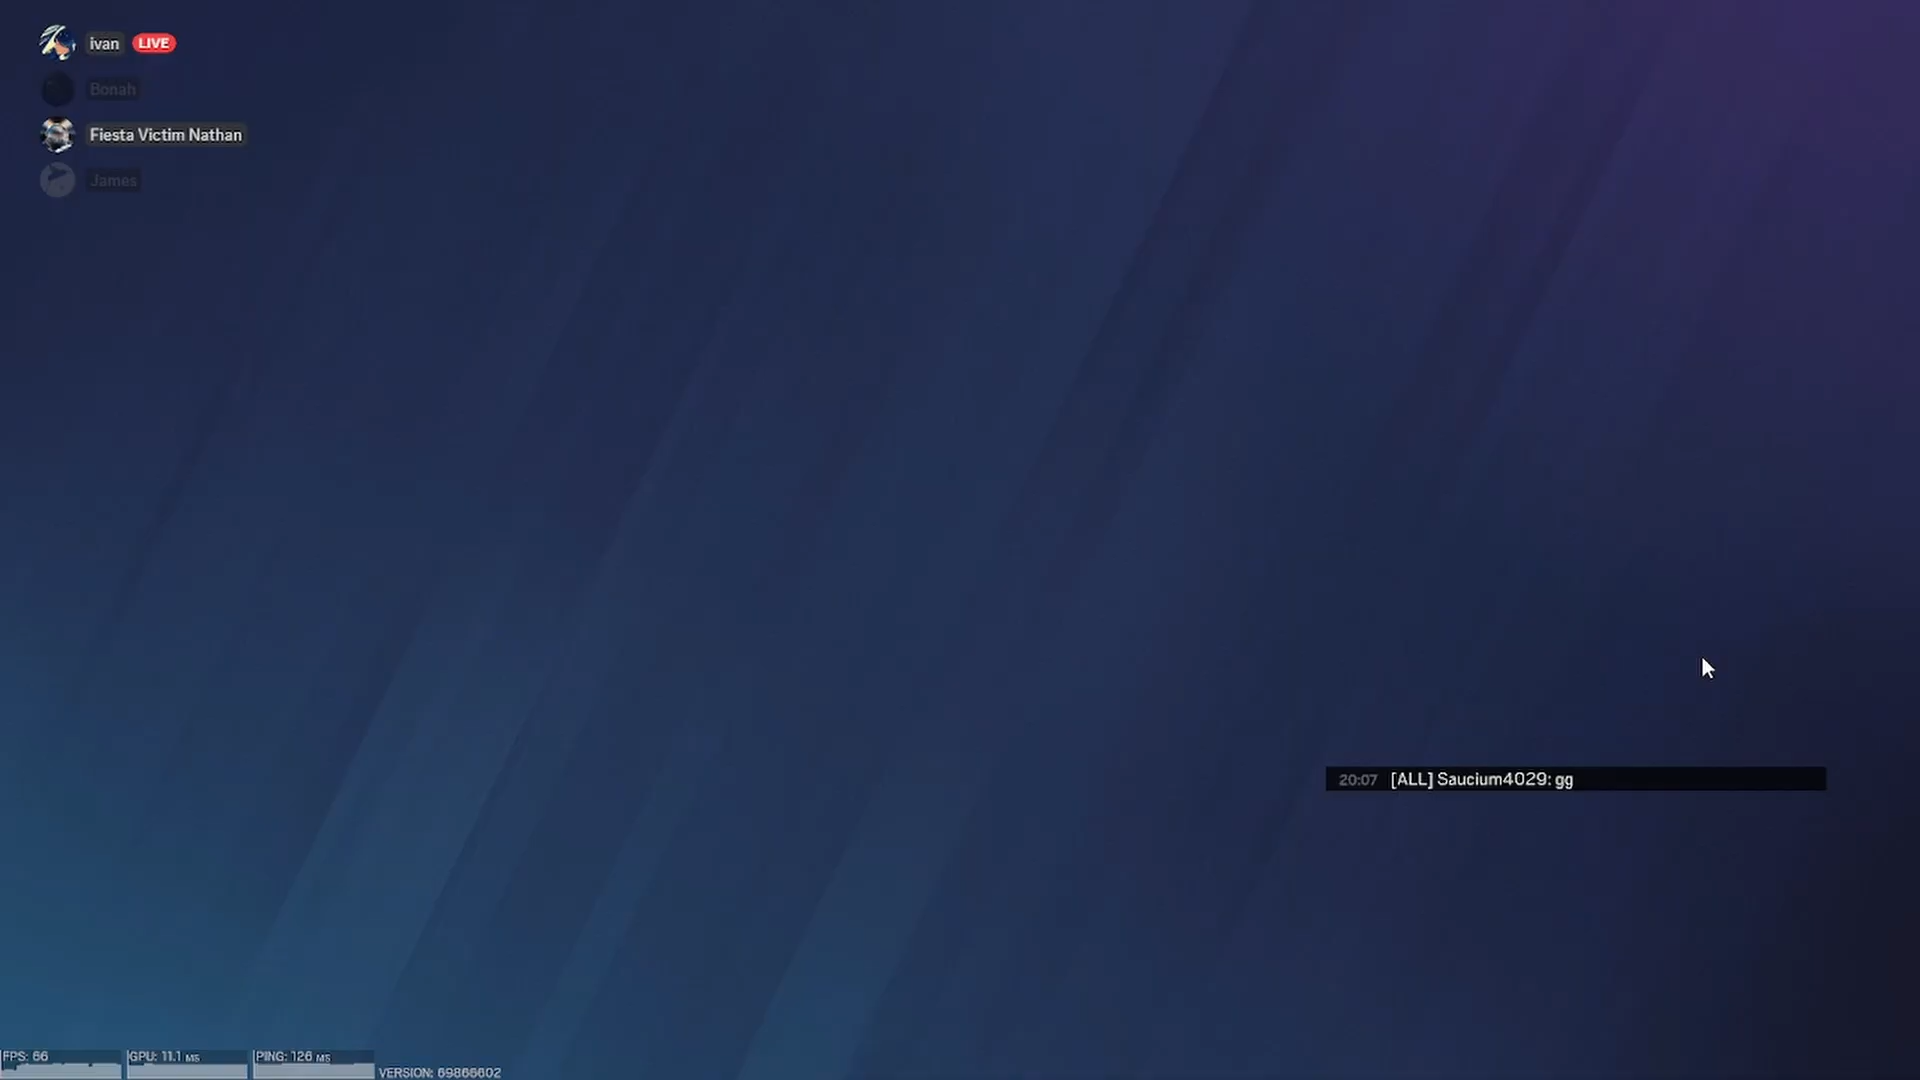 ivan LIVE
Bonah
Fiesta Victim Nathan
James
20:07 [ALL] Saucium4029: gg
FPS: 66 GPU: 11.1 MS PING: 126 MS VERSION: 69866602